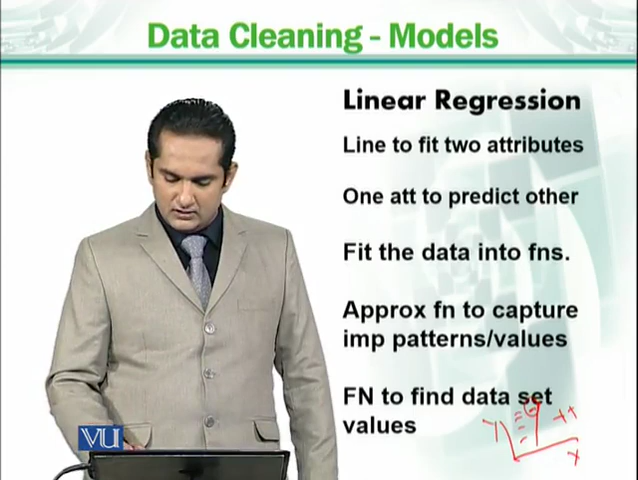 Data Cleaning - Models
Linear Regression
Line to fit two attributes
One att to predict other
Fit the data into fns.
Approx fn to capture
imp patterns/values
FN to find data set
values
VU
Y
X